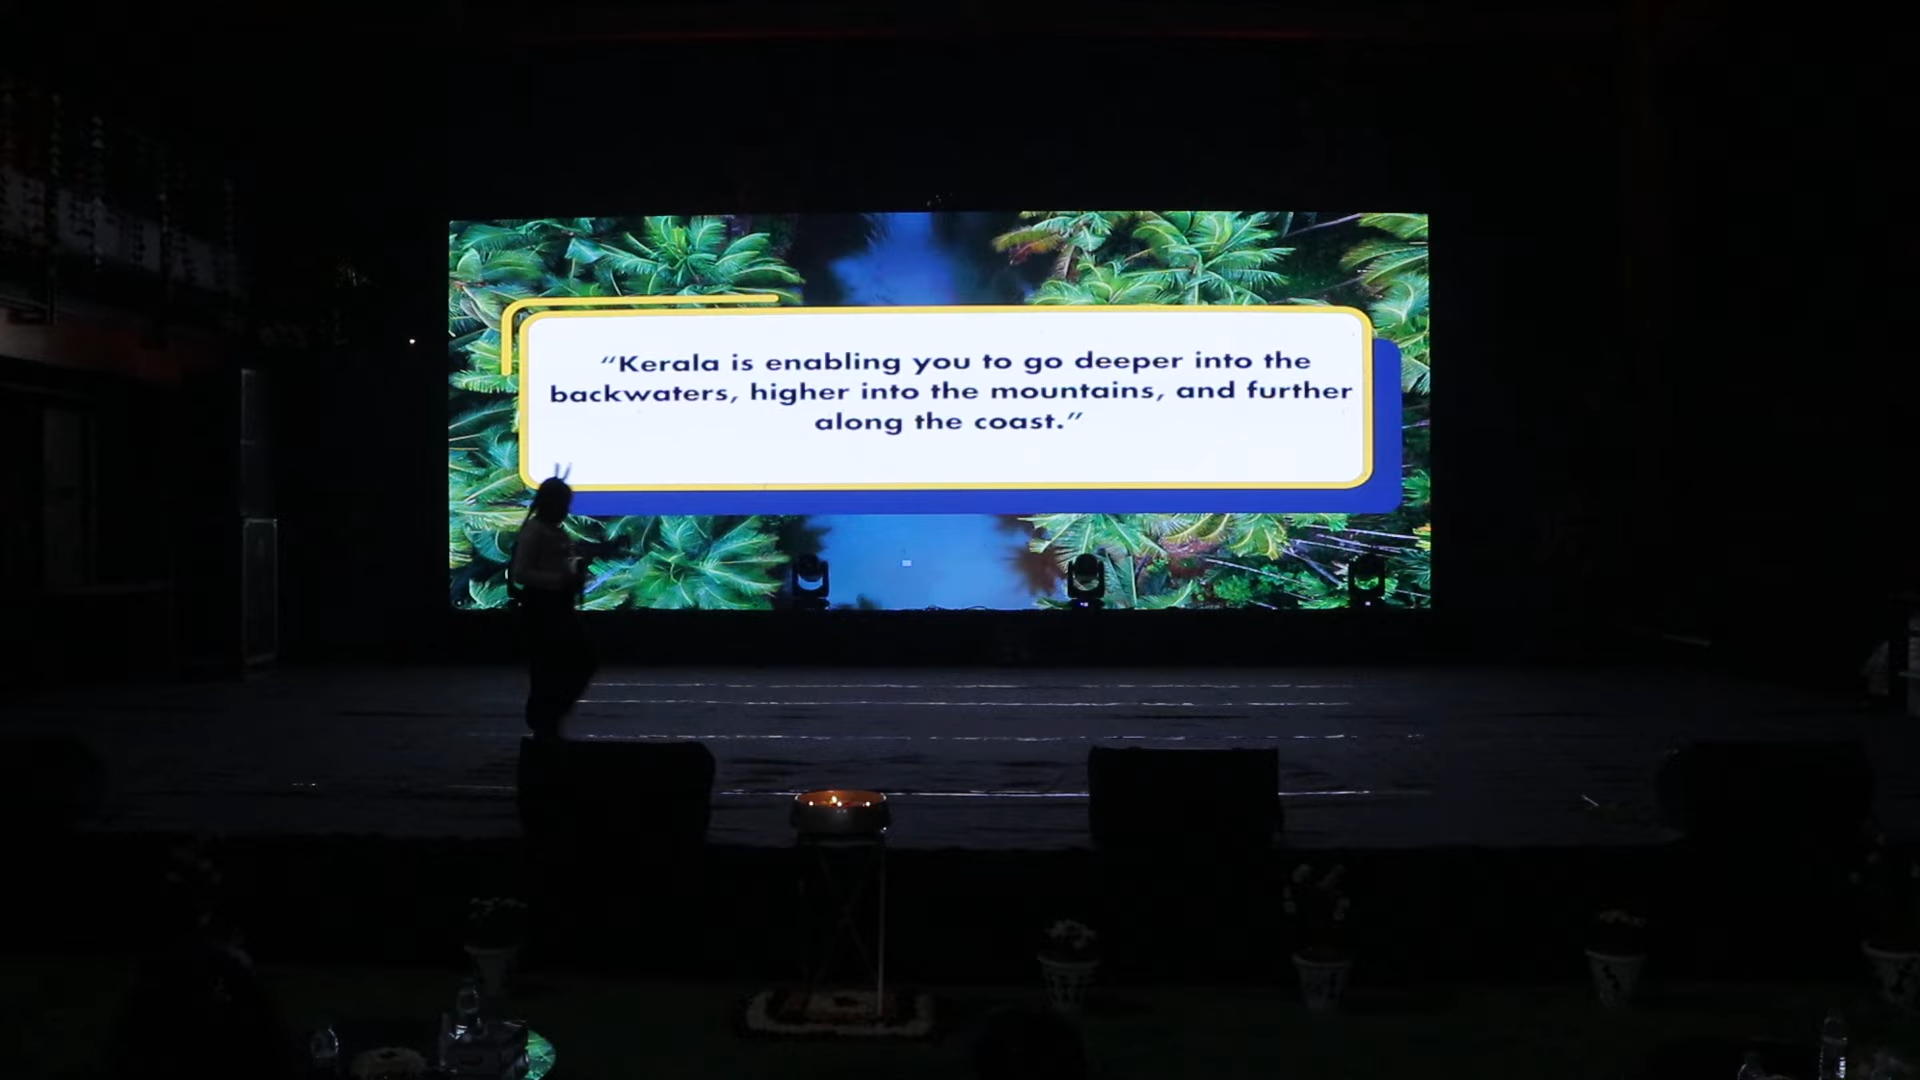 “Kerala is enabling you to go deeper into the
backwaters, higher into the mountains, and further
along the coast.”